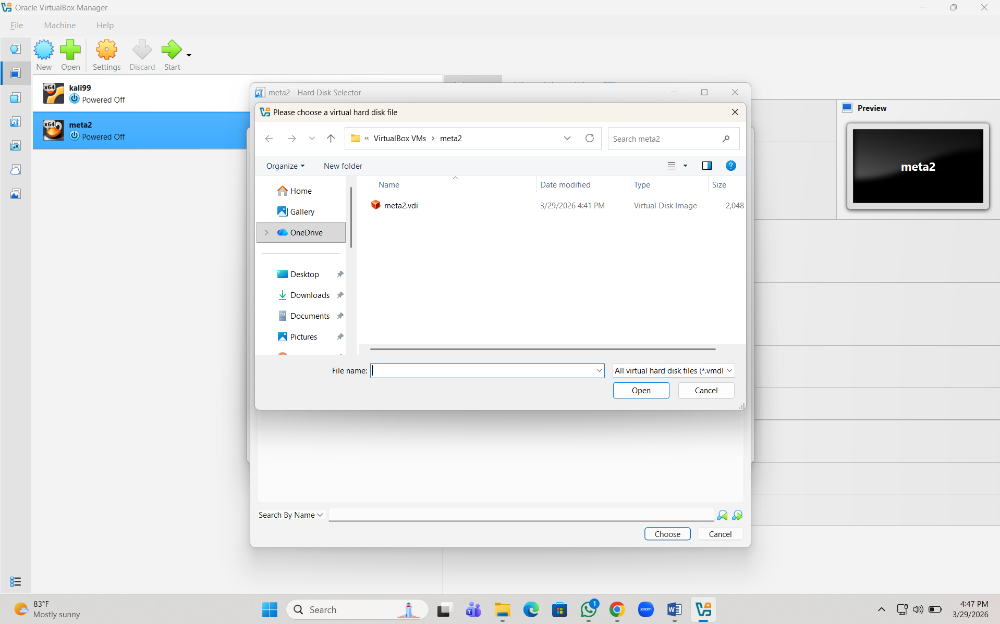 Oracle VirtualBox Manager
File Machine Help
New Open Settings Discard Start
x64 kali99
Powered Off
x64 meta2
Powered Off
meta2 - Hard Disk Selector
Please choose a virtual hard disk file
« VirtualBox VMs › meta2
Search meta2
Organize New folder
?
Home
Gallery
OneDrive
Desktop
Downloads
Documents
Pictures
Name Date modified Type Size
meta2.vdi 3/29/2026 4:41 PM Virtual Disk Image 2,048
File name: All virtual hard disk files (*.vmdl
Open Cancel
Search By Name
Choose Cancel
Preview
meta2
83°F
Mostly sunny
Search
T
1
zoom
W
4:47 PM
3/29/2026